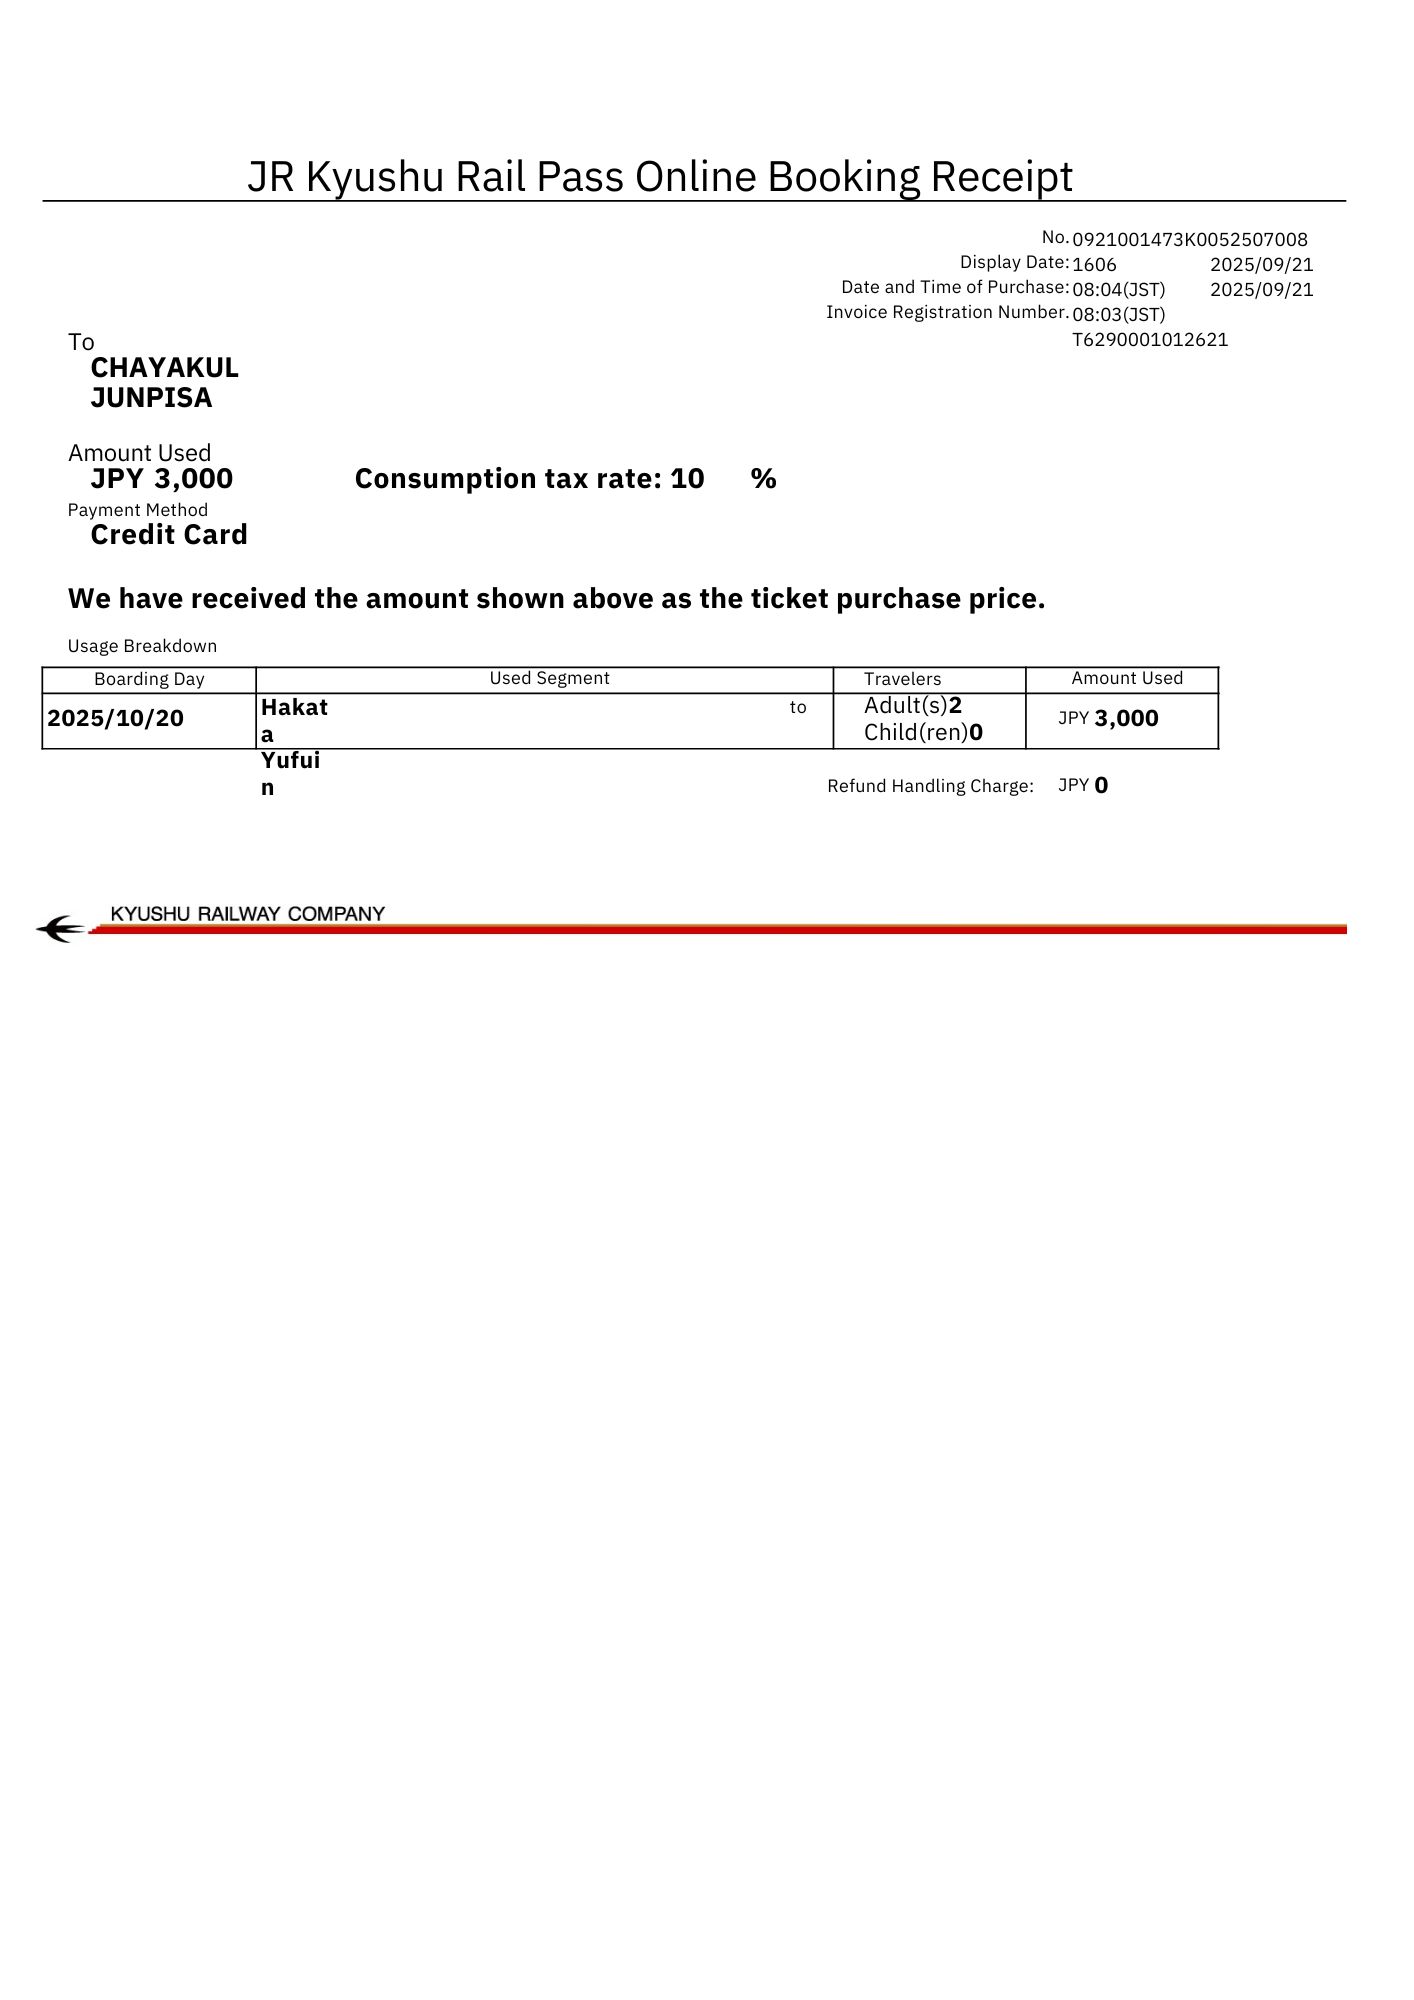 JR Kyushu Rail Pass Online Booking Receipt
No. 0921001473K0052507008
Display Date: 1606 2025/09/21
Date and Time of Purchase: 08:04(JST) 2025/09/21
Invoice Registration Number. 08:03(JST)
T6290001012621
To
CHAYAKUL
JUNPISA
Amount Used
JPY 3,000 Consumption tax rate: 10 %
Payment Method
Credit Card
We have received the amount shown above as the ticket purchase price.
Usage Breakdown
Boarding Day Used Segment Travelers Amount Used
2025/10/20
Hakat
a
Yufui
n
to
Adult(s)2
Child(ren)0
JPY 3,000
Refund Handling Charge: JPY 0
KYUSHU RAILWAY COMPANY